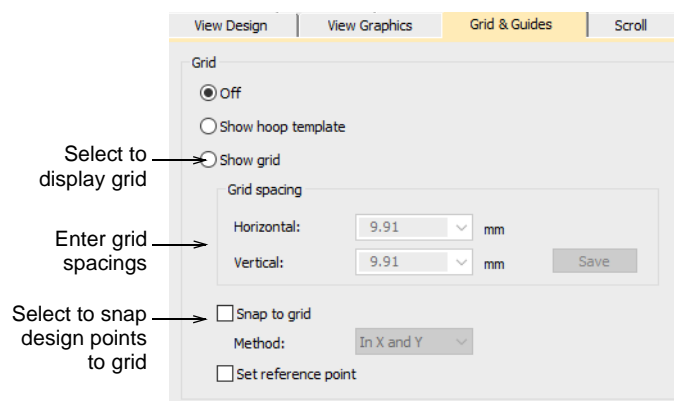 View Design View Graphics Grid & Guides Scroll
Grid
Off
Show hoop template
Select to
display grid
Show grid
Grid spacing
Enter grid
spacings
Horizontal: 9.91 mm
Vertical: 9.91 mm Save
Select to snap
design points
to grid
Snap to grid
Method: In X and Y
Set reference point